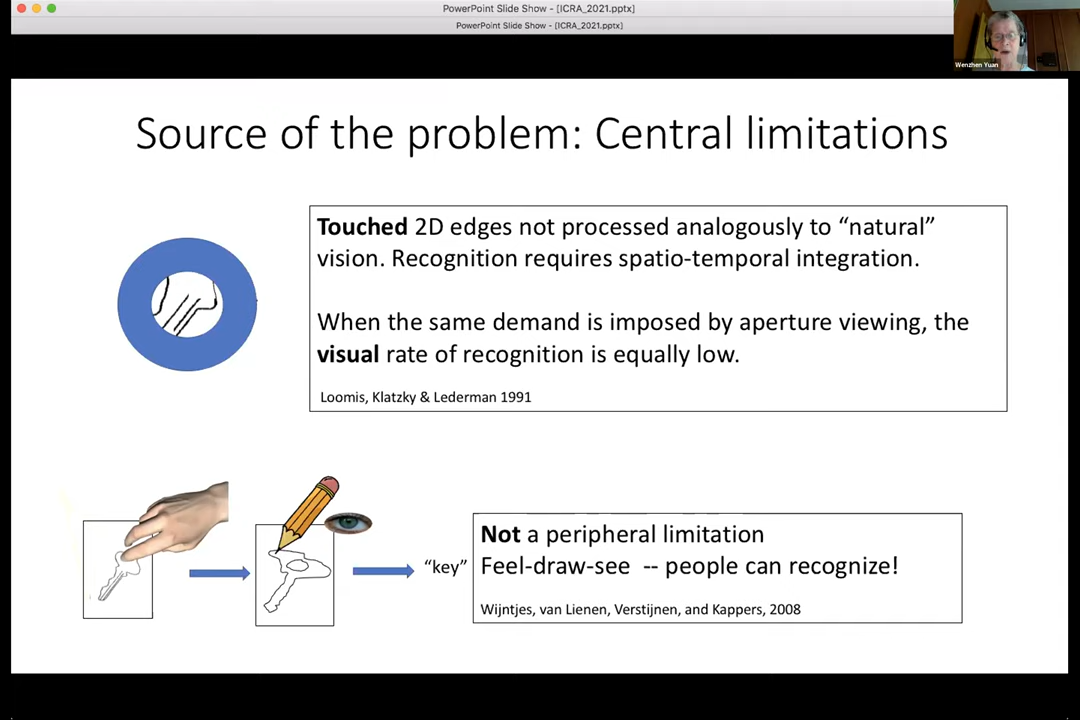 PowerPoint Slide Show - [ICRA_2021.pptx]
PowerPoint Slide Show - [ICRA_2021.pptx]
Wenzhen Yuan
Source of the problem: Central limitations
Touched 2D edges not processed analogously to “natural”
vision. Recognition requires spatio-temporal integration.
When the same demand is imposed by aperture viewing, the
visual rate of recognition is equally low.
Loomis, Klatzky & Lederman 1991
“key”
Not a peripheral limitation
Feel-draw-see -- people can recognize!
Wijntjes, van Lienen, Verstijnen, and Kappers, 2008